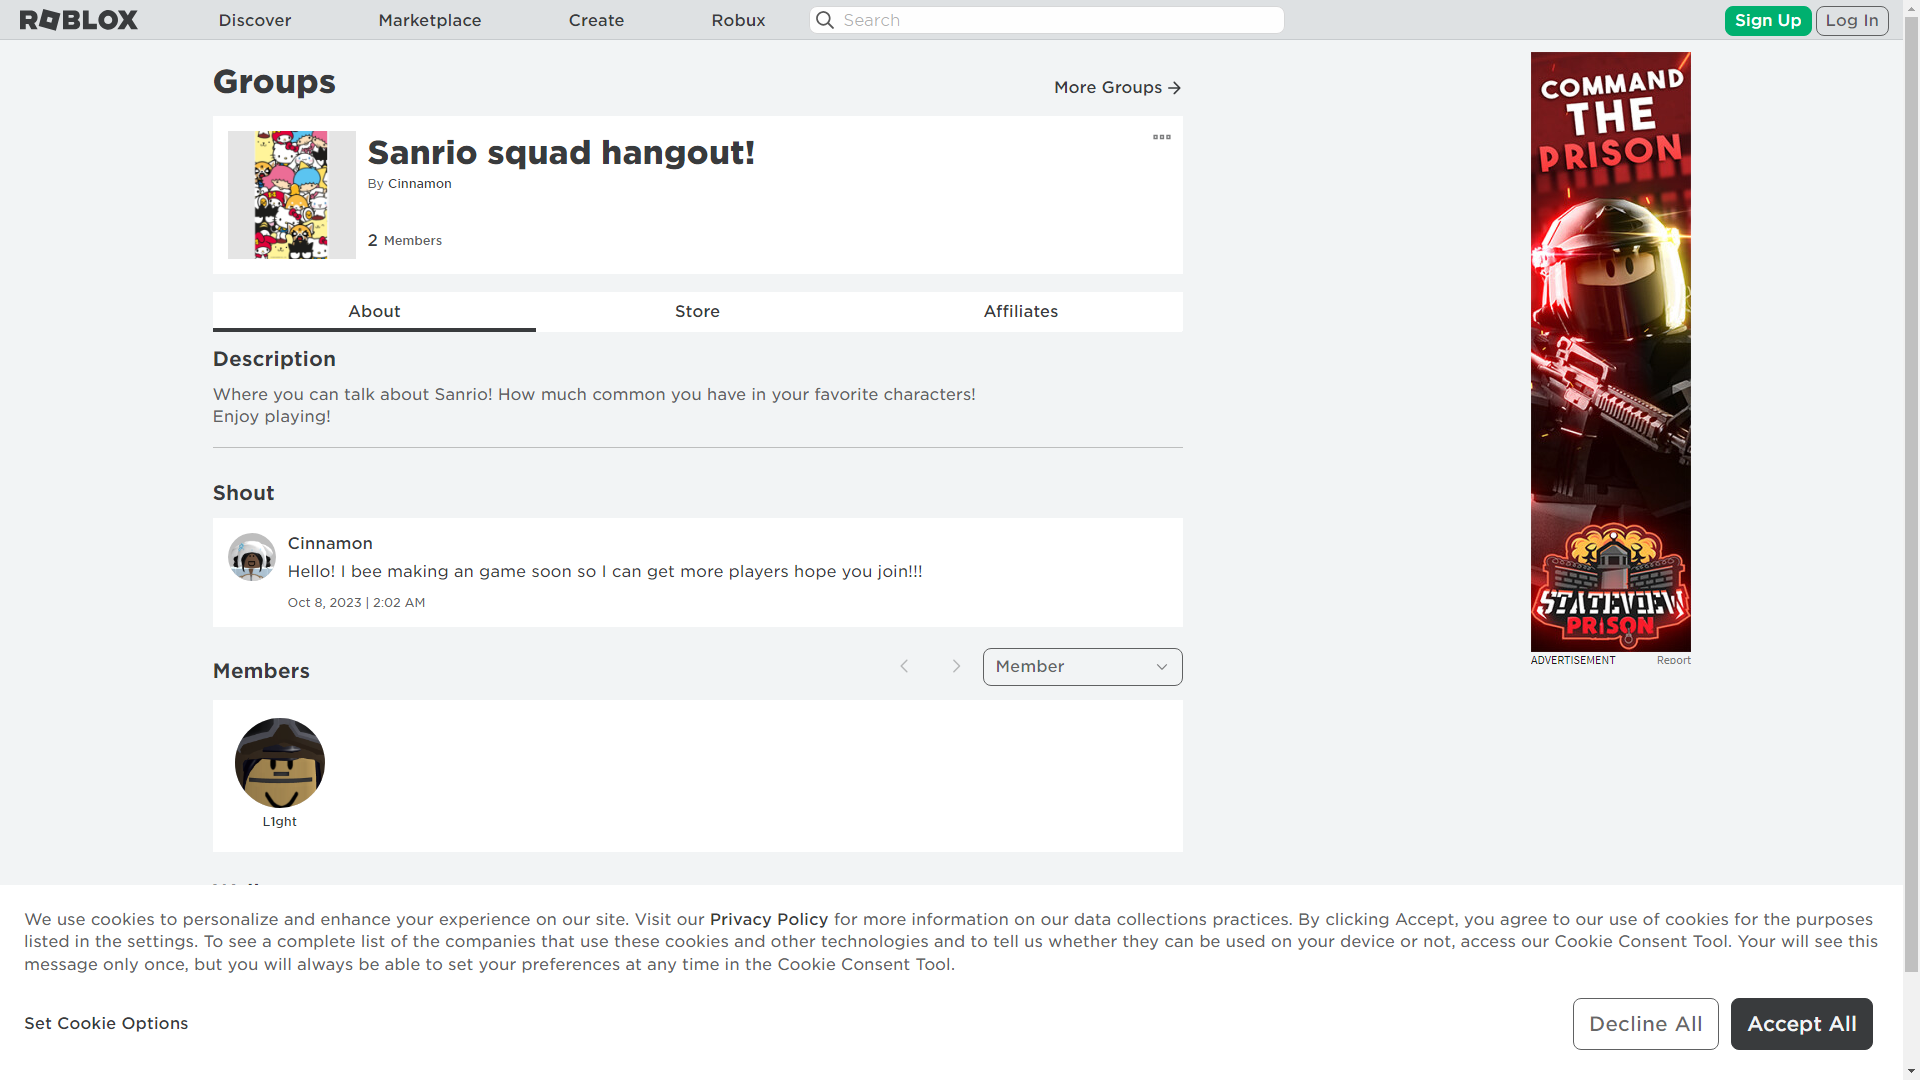 ROBLOX
Discover
Marketplace
Create
Robux
Search
Sign Up
Log In
Groups
More Groups
Sanrio squad hangout!
By Cinnamon
2 Members
About
Store
Affiliates
Description
Where you can talk about Sanrio! How much common you have in your favorite characters!
Enjoy playing!
Shout
Cinnamon
Hello! I bee making an game soon so I can get more players hope you join!!!
Oct 8, 2023 | 2:02 AM
Members
Member
L1ght
COMMAND
THE
PRISON
STATEVIEW
PRISON
ADVERTISEMENT
Report
We use cookies to personalize and enhance your experience on our site. Visit our Privacy Policy for more information on our data collections practices. By clicking Accept, you agree to our use of cookies for the purposes
listed in the settings. To see a complete list of the companies that use these cookies and other technologies and to tell us whether they can be used on your device or not, access our Cookie Consent Tool. Your will see this
message only once, but you will always be able to set your preferences at any time in the Cookie Consent Tool.
Set Cookie Options
Decline All
Accept All